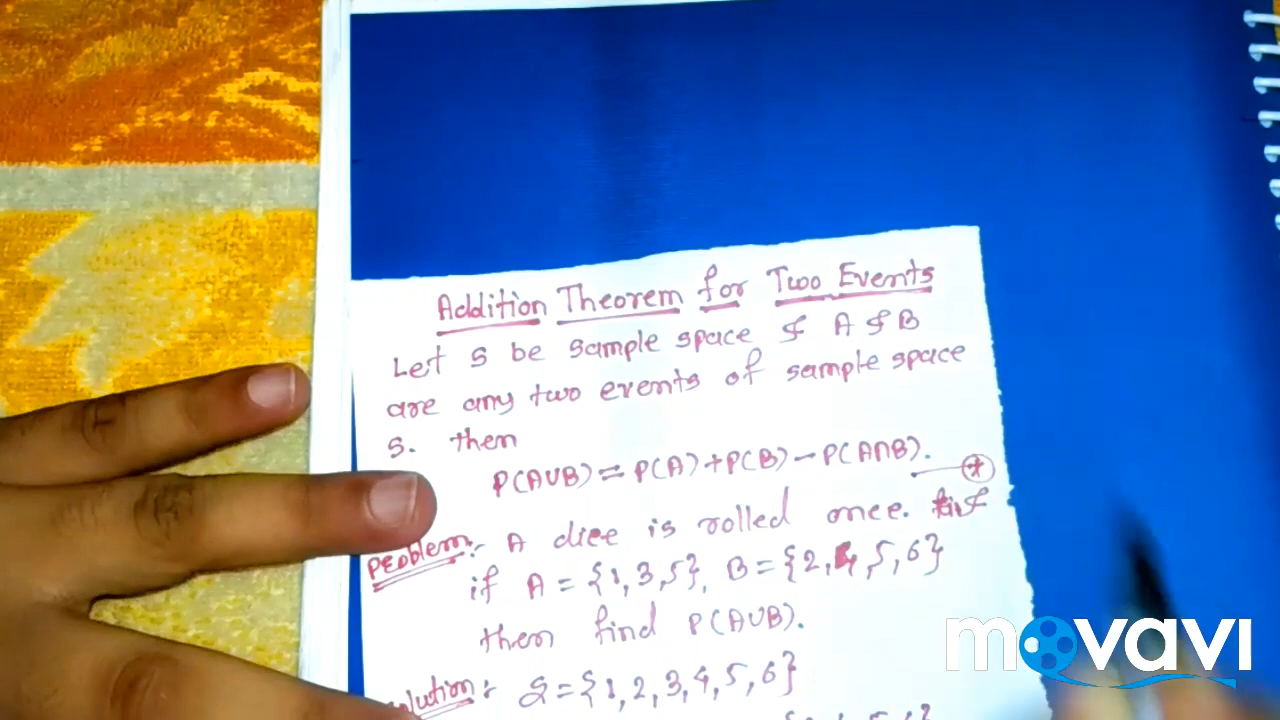 Addition Theorem for Two Events
Let S be sample space & A & B
are any two events of sample space
S. then
P(A∪B) = P(A) + P(B) - P(A∩B). *
Problem:- A dice is rolled once.
if A = {1, 3, 5}, B = {2, 4, 5, 6}
then find P(A∪B).
olution: S = {1, 2, 3, 4, 5, 6}
movavi